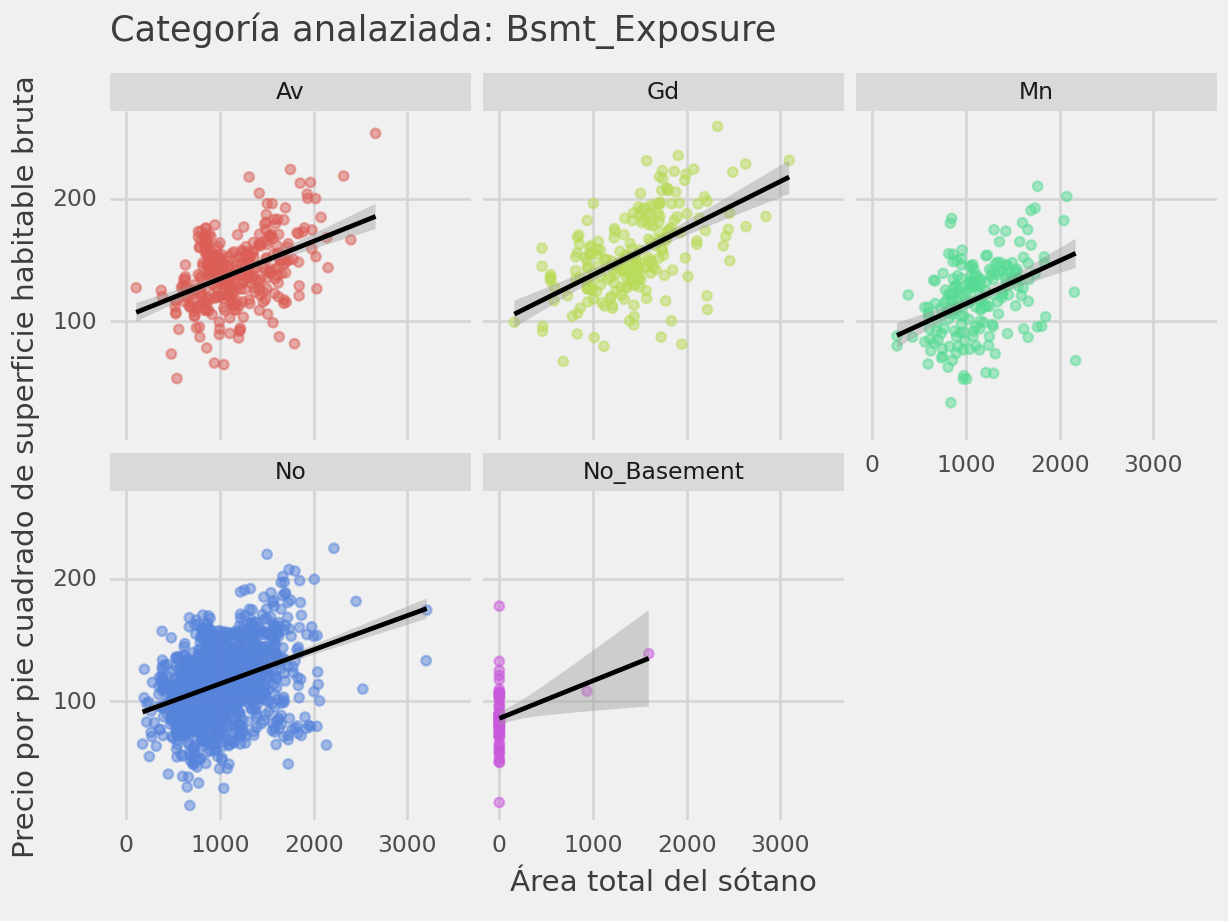 Categoría analaziada: Bsmt_Exposure
Precio por pie cuadrado de superficie habitable bruta
Av
Gd
Mn
200
100
0 1000 2000 3000
No
No_Basement
200
100
0 1000 2000 3000
0 1000 2000 3000
Área total del sótano